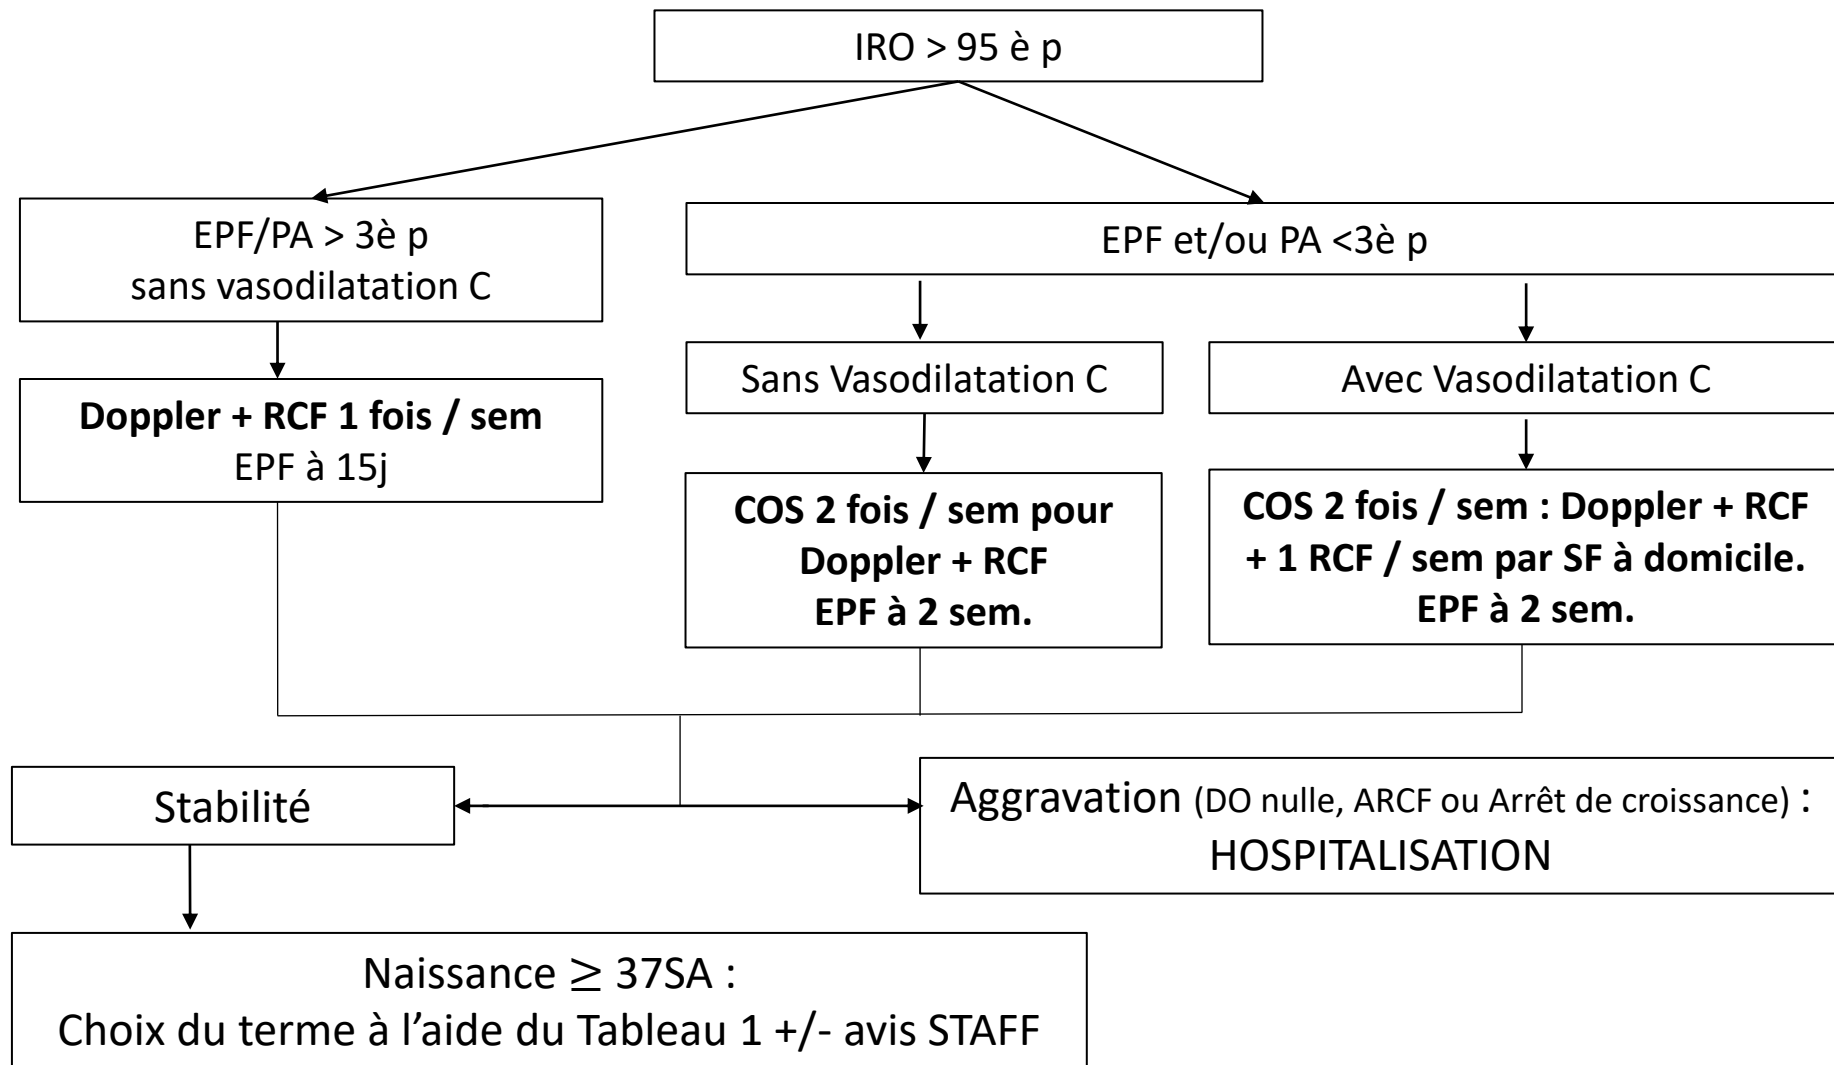 IRO > 95 è p
EPF/PA > 3è p
sans vasodilatation C
EPF et/ou PA <3è p
Sans Vasodilatation C
Avec Vasodilatation C
Doppler + RCF 1 fois / sem
EPF à 15j
COS 2 fois / sem pour
Doppler + RCF
EPF à 2 sem.
COS 2 fois / sem : Doppler + RCF
+ 1 RCF / sem par SF à domicile.
EPF à 2 sem.
Stabilité
Aggravation (DO nulle, ARCF ou Arrêt de croissance) :
HOSPITALISATION
Naissance ≥ 37SA :
Choix du terme à l’aide du Tableau 1 +/- avis STAFF